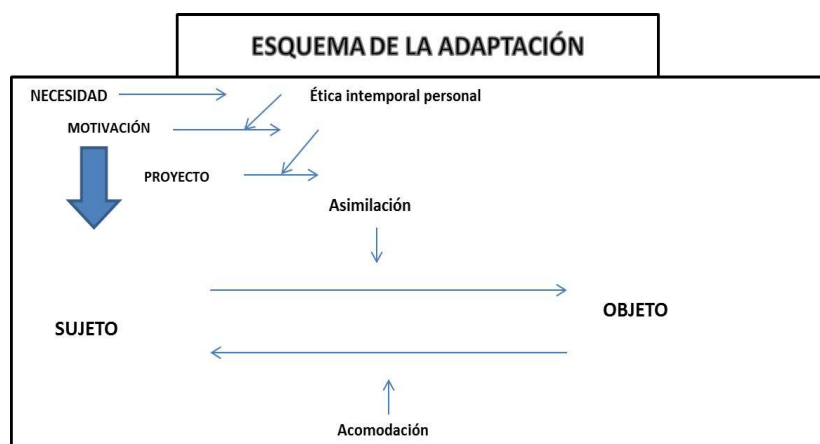 ESQUEMA DE LA ADAPTACIÓN
NECESIDAD
Ética intemporal personal
MOTIVACIÓN
PROYECTO
Asimilación
OBJETO
SUJETO
Acomodación